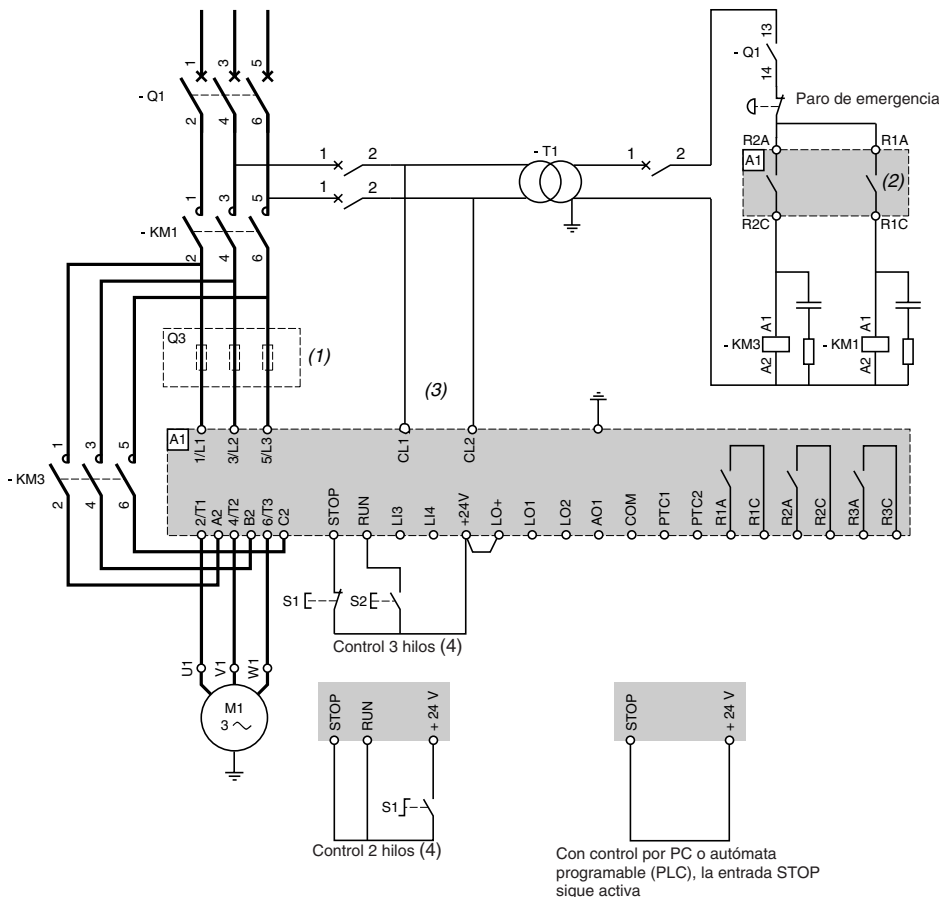 1 3 5
- Q1
2 4 6
13
- Q1
14
Paro de emergencia
R2A R1A
A1
(2)
R2C R1C
1 2
- T1
1 2
1 2
1 3 5
- KM1
2 4 6
A1 A1
- KM3 - KM1
A2 A2
Q3
(1)
(3)
A1
1/L1 3/L2 5/L3 CL1 CL2
1 3 5
- KM3
2 4 6
2/T1 A2 4/T2 B2 6/T3 C2 STOP RUN LI3 LI4 +24V LO+ LO1 LO2 AO1 COM PTC1 PTC2 R1A R1C R2A R2C R3A R3C
S1 S2
Control 3 hilos (4)
U1 V1 W1
M1
3
STOP RUN + 24 V
S1
Control 2 hilos (4)
STOP + 24 V
Con control por PC o autómata
programable (PLC), la entrada STOP
sigue activa